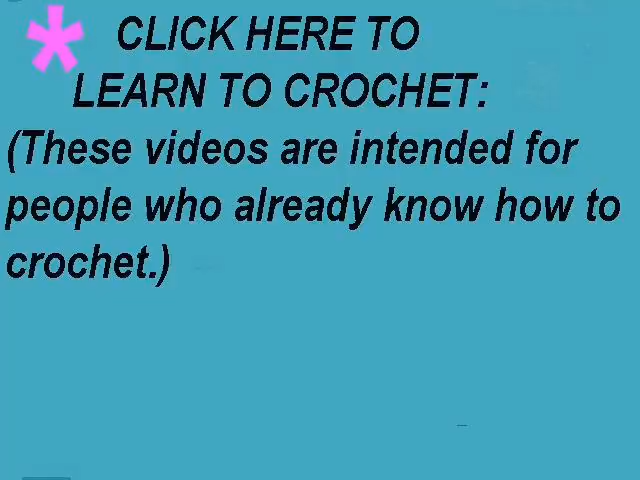 * CLICK HERE TO
LEARN TO CROCHET:
(These videos are intended for
people who already know how to
crochet.)